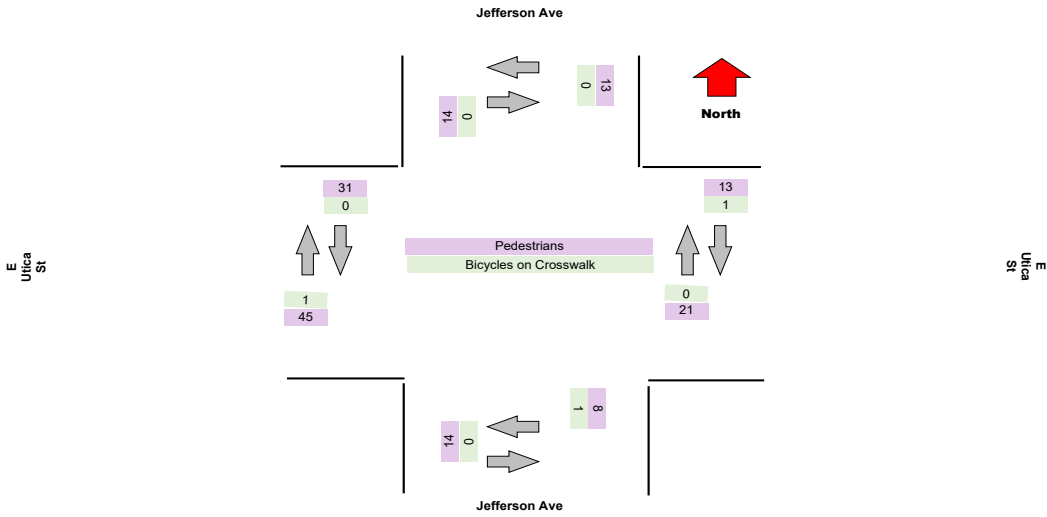 Jefferson Ave
0
13
14
0
North
31
0
13
1
Pedestrians
Bicycles on Crosswalk
E
Utica
St
E
Utica
St
1
45
0
21
1
8
14
0
Jefferson Ave